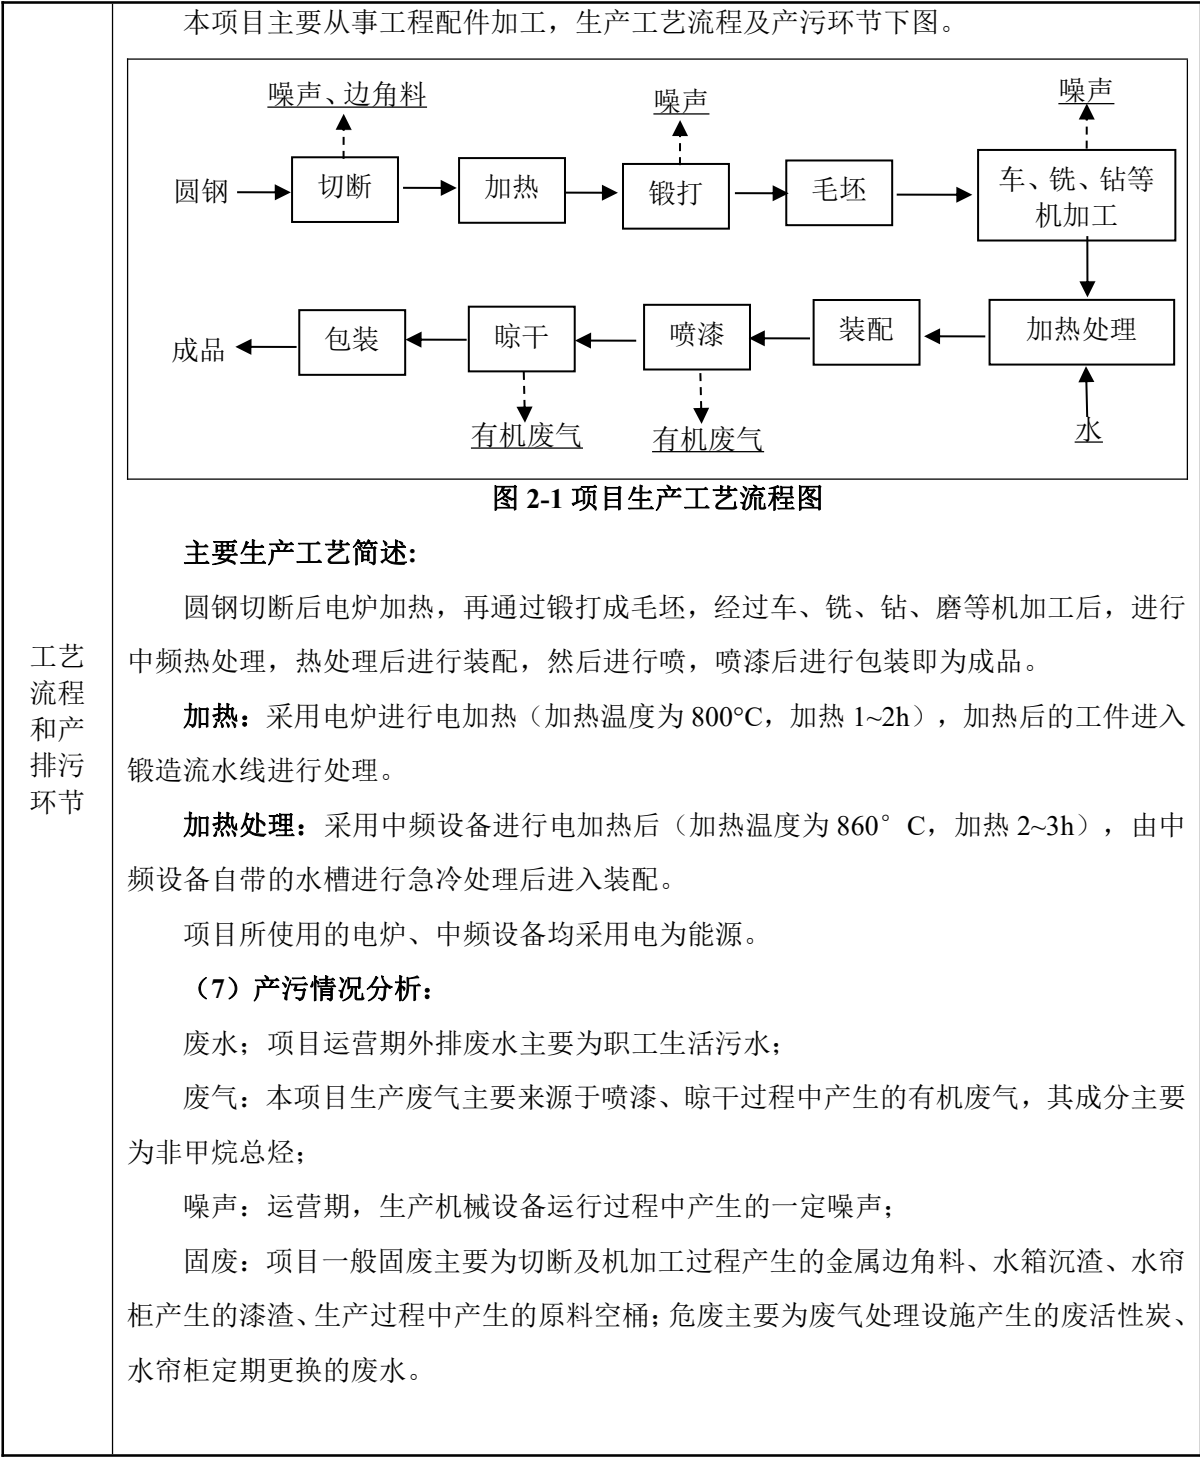 本项目主要从事工程配件加工，生产工艺流程及产污环节下图。
噪声、边角料
噪声
噪声
圆钢
切断
加热
锻打
毛坯
车、铣、钻等
机加工
成品
包装
晾干
喷漆
装配
加热处理
有机废气
有机废气
水
图 2-1 项目生产工艺流程图
主要生产工艺简述:
圆钢切断后电炉加热，再通过锻打成毛坯，经过车、铣、钻、磨等机加工后，进行
中频热处理，热处理后进行装配，然后进行喷，喷漆后进行包装即为成品。
工艺
流程
和产
排污
环节
加热：采用电炉进行电加热（加热温度为 800°C，加热 1~2h），加热后的工件进入
锻造流水线进行处理。
加热处理：采用中频设备进行电加热后（加热温度为 860°C，加热 2~3h），由中
频设备自带的水槽进行急冷处理后进入装配。
项目所使用的电炉、中频设备均采用电为能源。
（7）产污情况分析：
废水；项目运营期外排废水主要为职工生活污水；
废气：本项目生产废气主要来源于喷漆、晾干过程中产生的有机废气，其成分主要
为非甲烷总烃；
噪声：运营期，生产机械设备运行过程中产生的一定噪声；
固废：项目一般固废主要为切断及机加工过程产生的金属边角料、水箱沉渣、水帘
柜产生的漆渣、生产过程中产生的原料空桶；危废主要为废气处理设施产生的废活性炭、
水帘柜定期更换的废水。